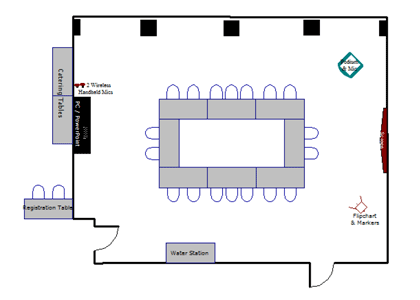 Podium
& Mic
2 Wireless
Handheld Mics
Catering Tables
PC / PowerPoint
Screen
Registration Table
Flipchart
& Markers
Water Station